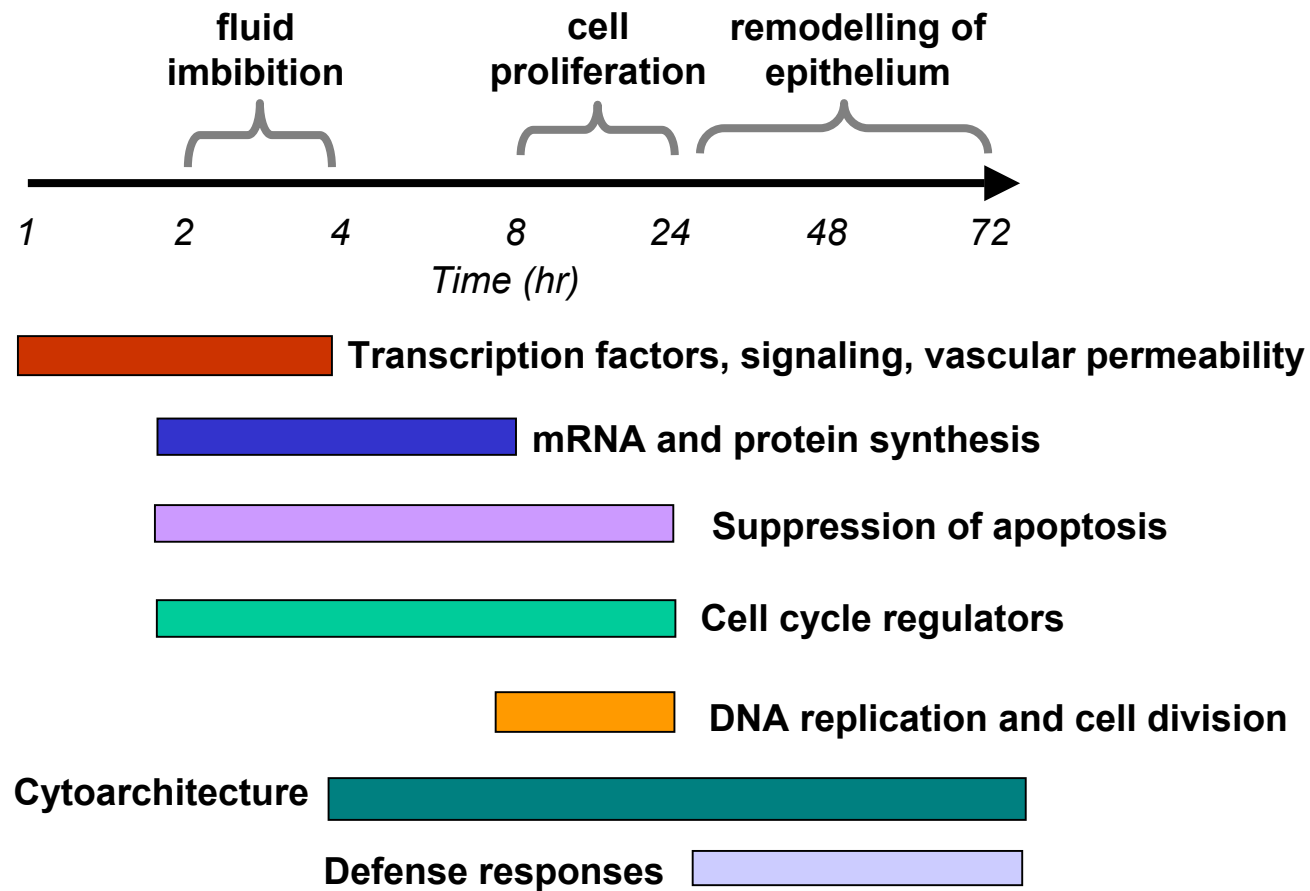 fluid
imbibition
cell
proliferation
remodelling of
epithelium
1 2 4 8 24 48 72
Time (hr)
Transcription factors, signaling, vascular permeability
mRNA and protein synthesis
Suppression of apoptosis
Cell cycle regulators
DNA replication and cell division
Cytoarchitecture
Defense responses